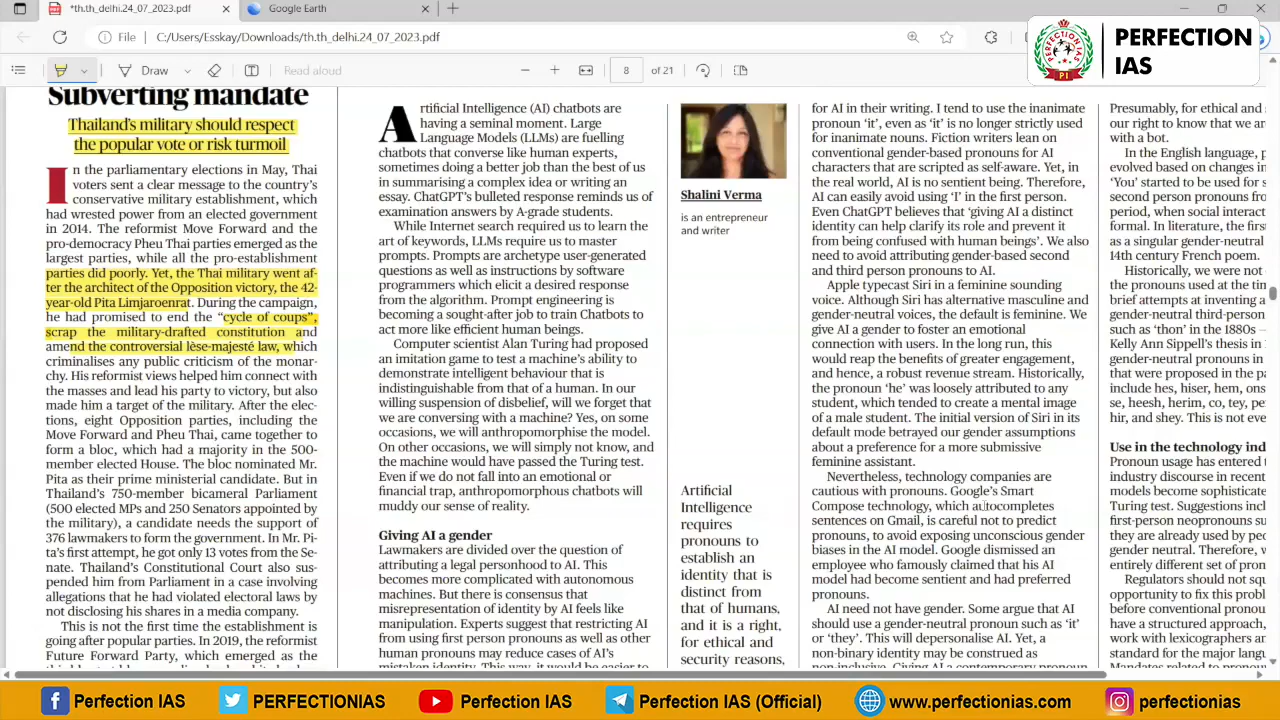 *th.th_delhi.24_07_2023.pdf
Google Earth
File
C:/Users/Esskay/Downloads/th.th_delhi.24_07_2023.pdf
PERFECTION
IAS
PI
Draw
Read aloud
8
of 21
Subverting mandate
Thailand's military should respect
the popular vote or risk turmoil
In the parliamentary elections in May, Thai
voters sent a clear message to the country's
conservative military establishment, which
had wrested power from an elected government
in 2014. The reformist Move Forward and the
pro-democracy Pheu Thai parties emerged as the
largest parties, while all the pro-establishment
parties did poorly. Yet, the Thai military went af-
ter the architect of the Opposition victory, the 42-
year-old Pita Limjaroenrat. During the campaign,
he had promised to end the "cycle of coups",
scrap the military-drafted constitution and
amend the controversial lèse-majesté law, which
criminalises any public criticism of the monar-
chy. His reformist views helped him connect with
the masses and lead his party to victory, but also
made him a target of the military. After the elec-
tions, eight Opposition parties, including the
Move Forward and Pheu Thai, came together to
form a bloc, which had a majority in the 500-
member elected House. The bloc nominated Mr.
Pita as their prime ministerial candidate. But in
Thailand's 750-member bicameral Parliament
(500 elected MPs and 250 Senators appointed by
the military), a candidate needs the support of
376 lawmakers to form the government. In Mr. Pi-
ta's first attempt, he got only 13 votes from the Se-
nate. Thailand's Constitutional Court also sus-
pended him from Parliament in a case involving
allegations that he had violated electoral laws by
not disclosing his shares in a media company.
This is not the first time the establishment is
going after popular parties. In 2019, the reformist
Future Forward Party, which emerged as the
Artificial Intelligence (AI) chatbots are
having a seminal moment. Large
Language Models (LLMs) are fuelling
chatbots that converse like human experts,
sometimes doing a better job than the best of us
in summarising a complex idea or writing an
essay. ChatGPT's bulleted response reminds us of
examination answers by A-grade students.
While Internet search required us to learn the
art of keywords, LLMs require us to master
prompts. Prompts are archetype user-generated
questions as well as instructions by software
programmers which elicit a desired response
from the algorithm. Prompt engineering is
becoming a sought-after job to train Chatbots to
act more like efficient human beings.
Computer scientist Alan Turing had proposed
an imitation game to test a machine's ability to
demonstrate intelligent behaviour that is
indistinguishable from that of a human. In our
willing suspension of disbelief, will we forget that
we are conversing with a machine? Yes, on some
occasions, we will anthropomorphise the model.
On other occasions, we will simply not know, and
the machine would have passed the Turing test.
Even if we do not fall into an emotional or
financial trap, anthropomorphous chatbots will
muddy our sense of reality.
Giving AI a gender
Lawmakers are divided over the question of
attributing a legal personhood to AI. This
becomes more complicated with autonomous
machines. But there is consensus that
misrepresentation of identity by AI feels like
manipulation. Experts suggest that restricting AI
from using first person pronouns as well as other
human pronouns may reduce cases of AI's
mistaken identity. This way, it would be easier to
Shalini Verma
is an entrepreneur
and writer
Artificial
Intelligence
requires
pronouns to
establish an
identity that is
distinct from
that of humans,
and it is a right,
for ethical and
security reasons,
for AI in their writing. I tend to use the inanimate
pronoun 'it', even as 'it' is no longer strictly used
for inanimate nouns. Fiction writers lean on
conventional gender-based pronouns for AI
characters that are scripted as self-aware. Yet, in
the real world, AI is no sentient being. Therefore,
AI can easily avoid using 'I' in the first person.
Even ChatGPT believes that 'giving AI a distinct
identity can help clarify its role and prevent it
from being confused with human beings'. We also
need to avoid attributing gender-based second
and third person pronouns to AI.
Apple typecast Siri in a feminine sounding
voice. Although Siri has alternative masculine and
gender-neutral voices, the default is feminine. We
give AI a gender to foster an emotional
connection with users. In the long run, this
would reap the benefits of greater engagement,
and hence, a robust revenue stream. Historically,
the pronoun 'he' was loosely attributed to any
student, which tended to create a mental image
of a male student. The initial version of Siri in its
default mode betrayed our gender assumptions
about a preference for a more submissive
feminine assistant.
Nevertheless, technology companies are
cautious with pronouns. Google's Smart
Compose technology, which autocompletes
sentences on Gmail, is careful not to predict
pronouns, to avoid exposing unconscious gender
biases in the AI model. Google dismissed an
employee who famously claimed that his AI
model had become sentient and had preferred
pronouns.
AI need not have gender. Some argue that AI
should use a gender-neutral pronoun such as 'it'
or 'they'. This will depersonalise AI. Yet, a
non-binary identity may be construed as
non-inclusive. Giving AI a contemporary pronoun
Presumably, for ethical and
our right to know that we are
with a bot.
In the English language, p
evolved based on changes in
'You' started to be used for s
second person pronouns fro
period, when social interact
formal. In literature, the firs
as a singular gender-neutral
14th century French poem.
Historically, we were not
the pronouns used at the tim
brief attempts at inventing a
gender-neutral third-person
such as 'thon' in the 1880s
Kelly Ann Sippell's thesis in
gender-neutral pronouns in
that were proposed in the pa
include hes, hiser, hem, ons
se, heesh, herim, co, tey, per
hir, and shey. This is not eve
Use in the technology ind
Pronoun usage has entered t
industry discourse in recent
models become sophisticate
Turing test. Suggestions incl
first-person neopronouns su
they are already used by peo
gender neutral. Therefore, w
entirely different set of pron
Regulators should not squ
opportunity to fix this probl
before conventional pronou
have a structured approach,
work with lexicographers an
standard for the major langu
Mandates related to pronou
Perfection IAS
PERFECTIONIAS
Perfection IAS
Perfection IAS (Official)
www.perfectionias.com
perfectionias